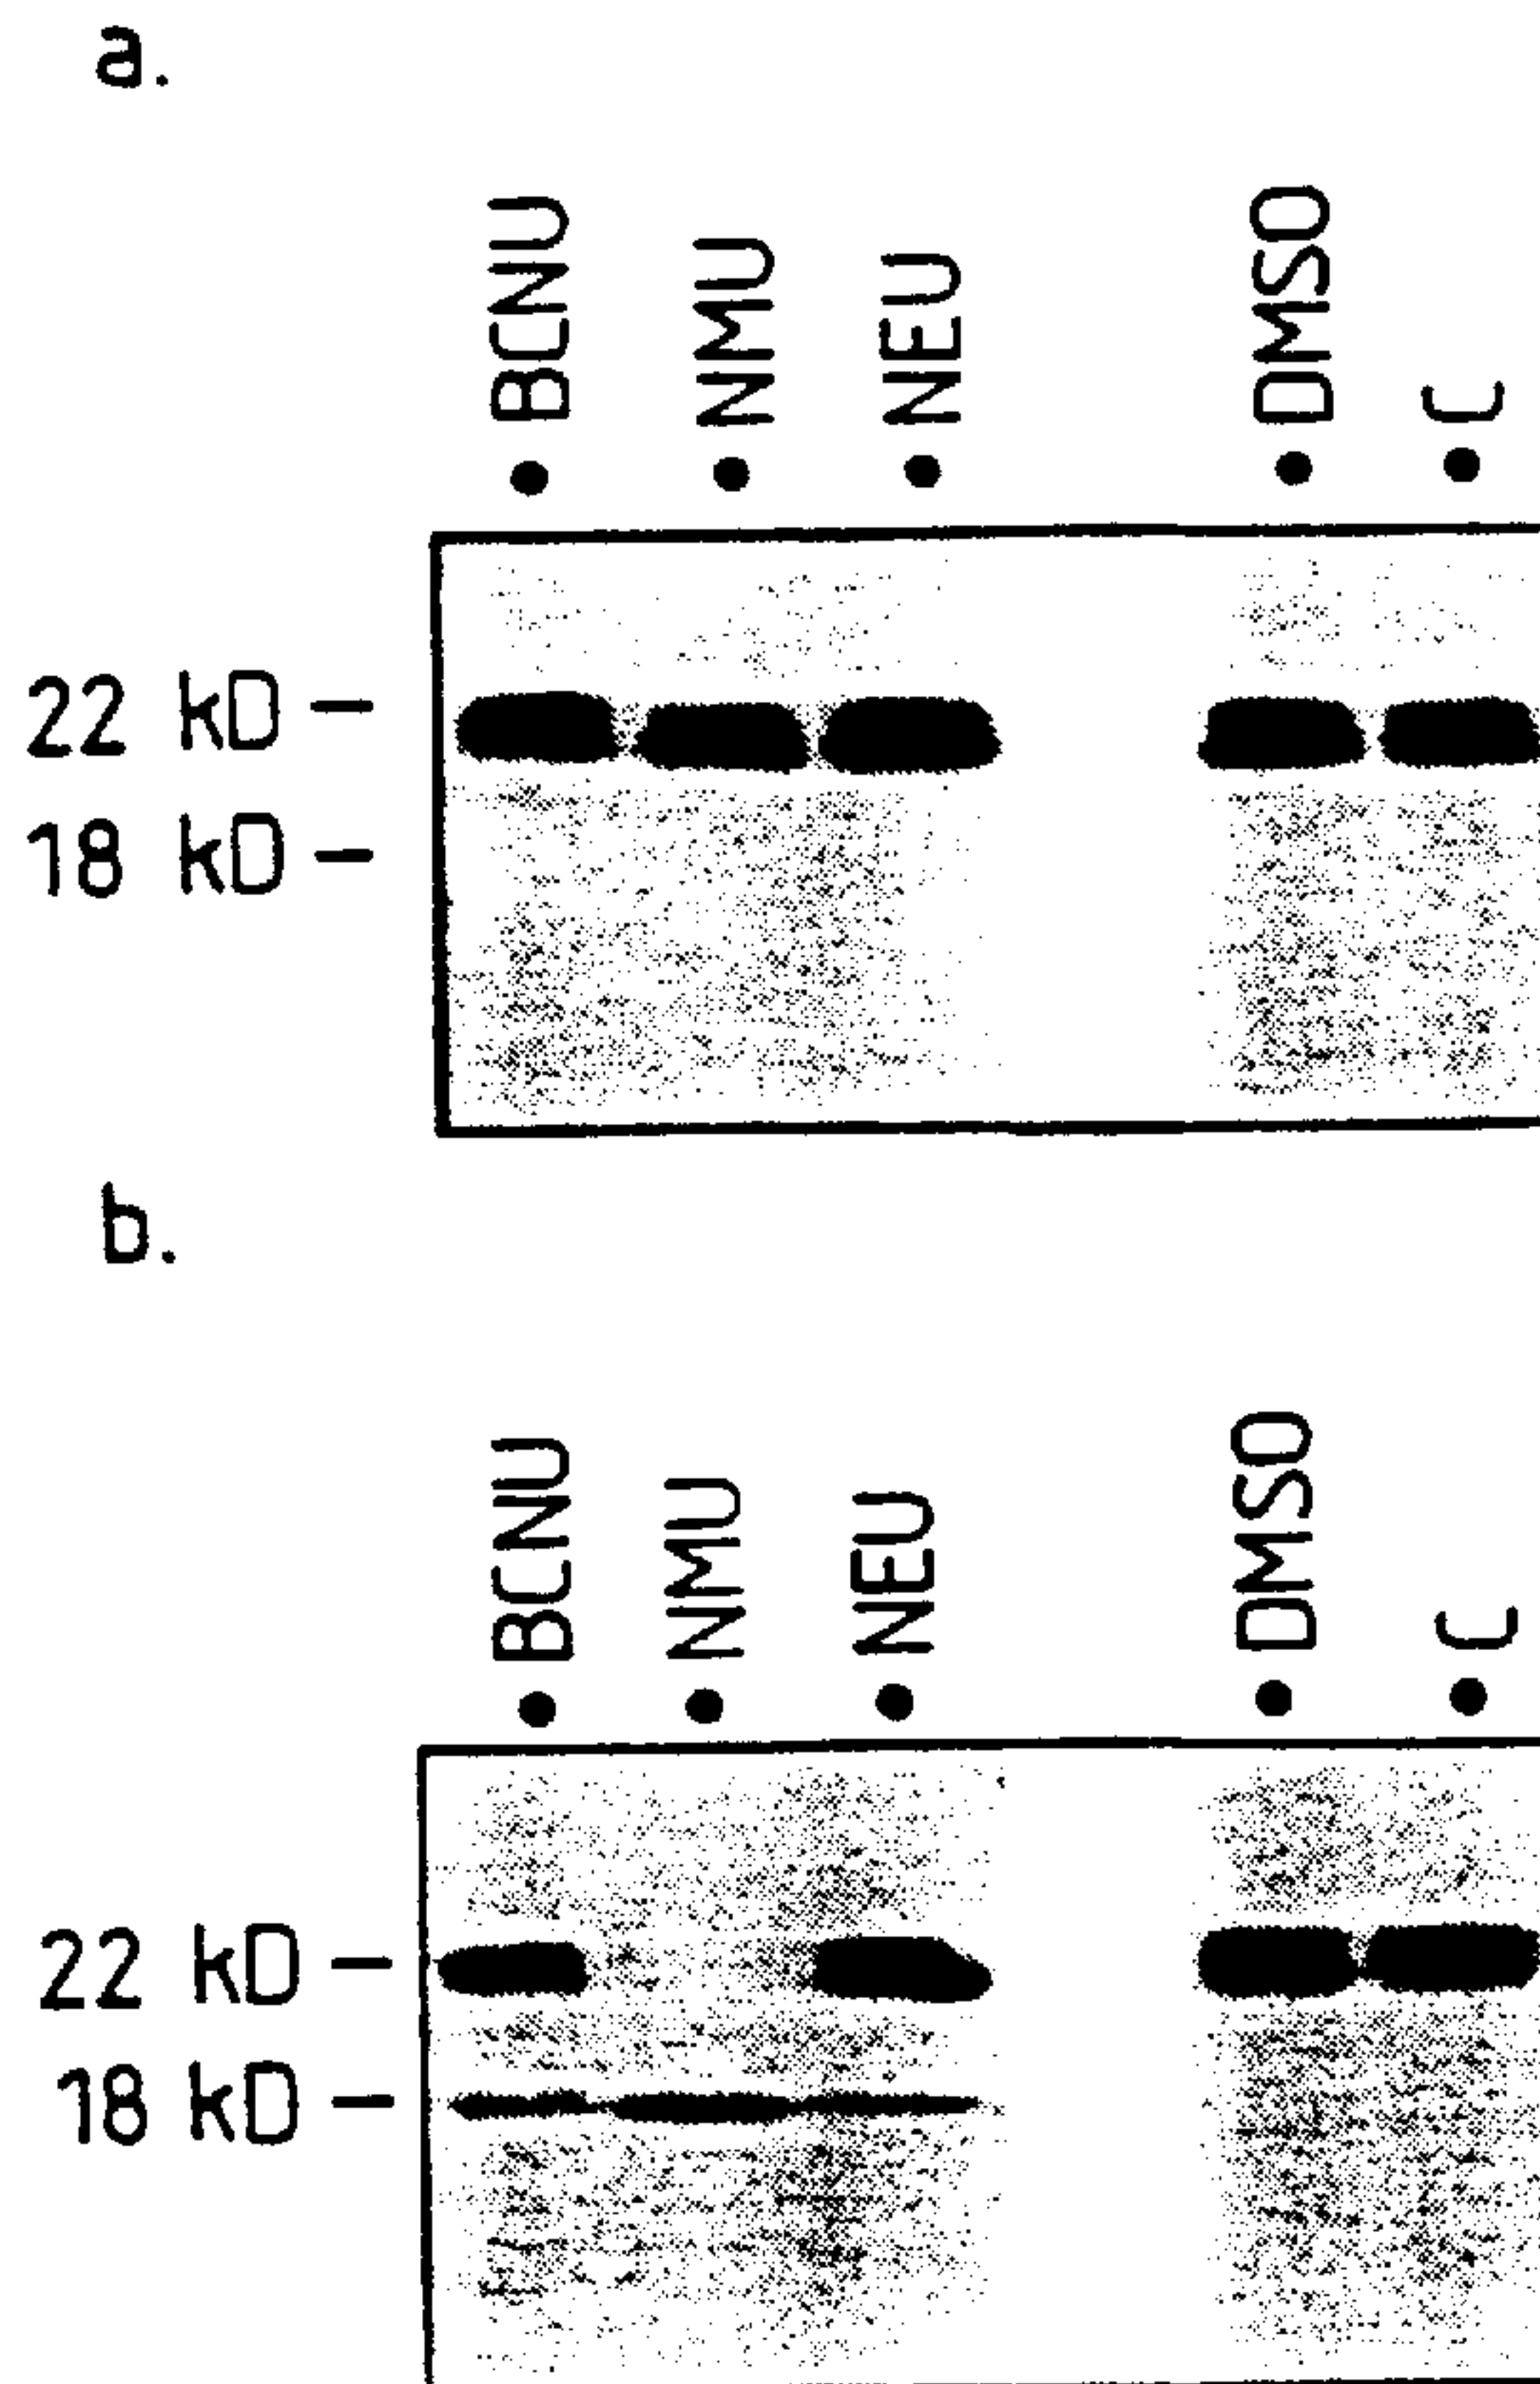 a.
BCNU NMU NEU DMSO C
22 kD
18 kD
b.
BCNU NMU NEU DMSO C
22 kD
18 kD